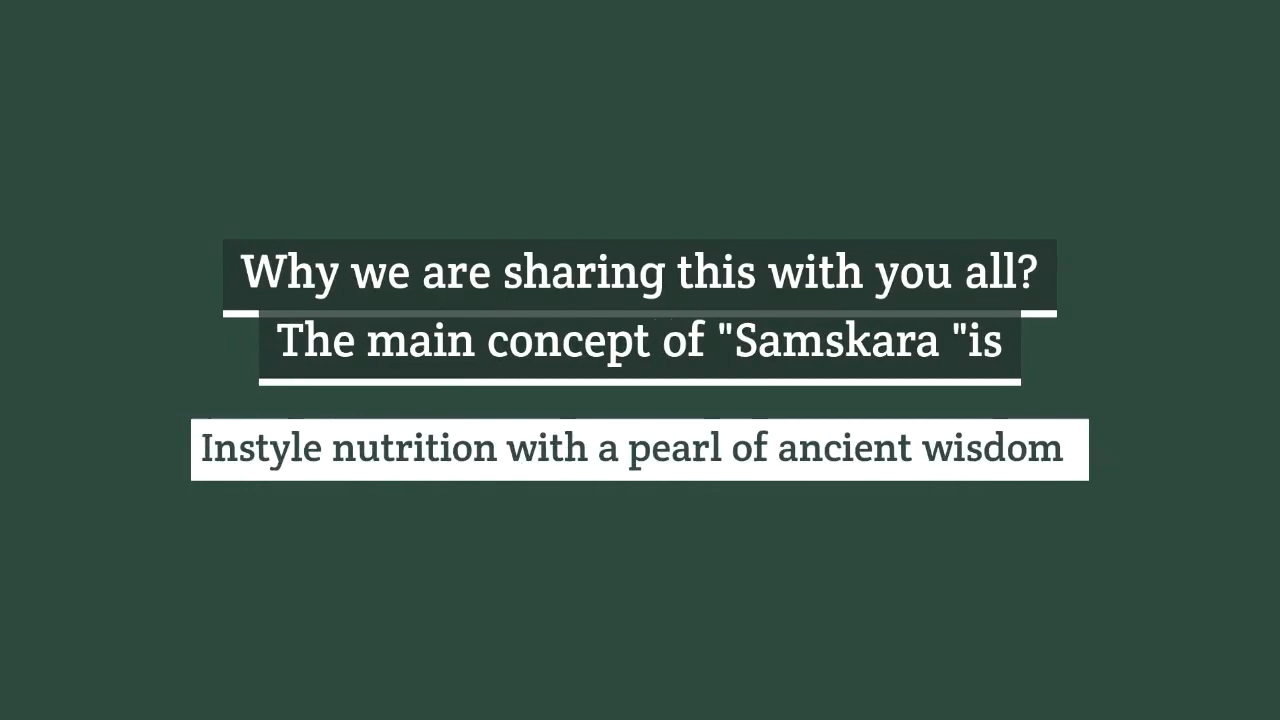 Why we are sharing this with you all?
The main concept of "Samskara "is
Instyle nutrition with a pearl of ancient wisdom